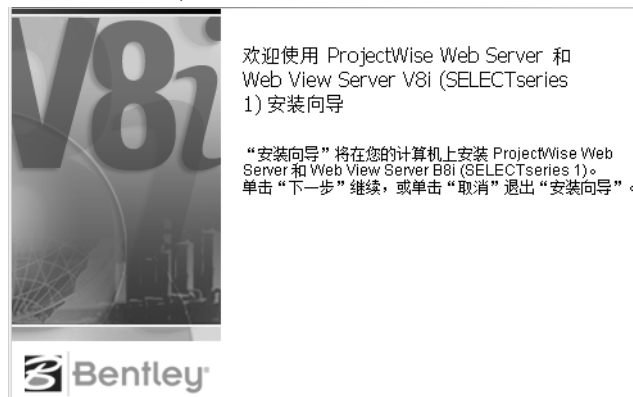 V8i
欢迎使用 ProjectWise Web Server 和
Web View Server V8i (SELECTseries
1) 安装向导
“安装向导”将在您的计算机上安装 ProjectWise Web
Server 和 Web View Server B8i (SELECTseries 1)。
单击“下一步”继续，或单击“取消”退出“安装向导”。
Bentley